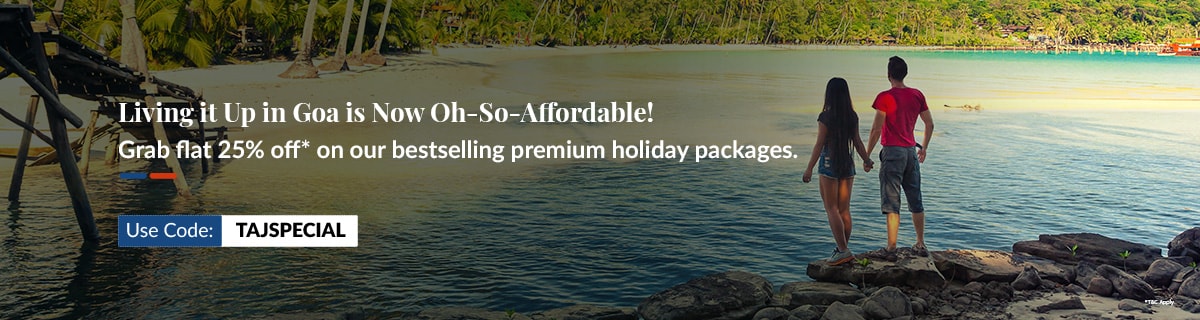 Living it Up in Goa is Now Oh-So-Affordable!
Grab flat 25% off* on our bestselling premium holiday packages.
Use Code: TAJSPECIAL
*T&C Apply